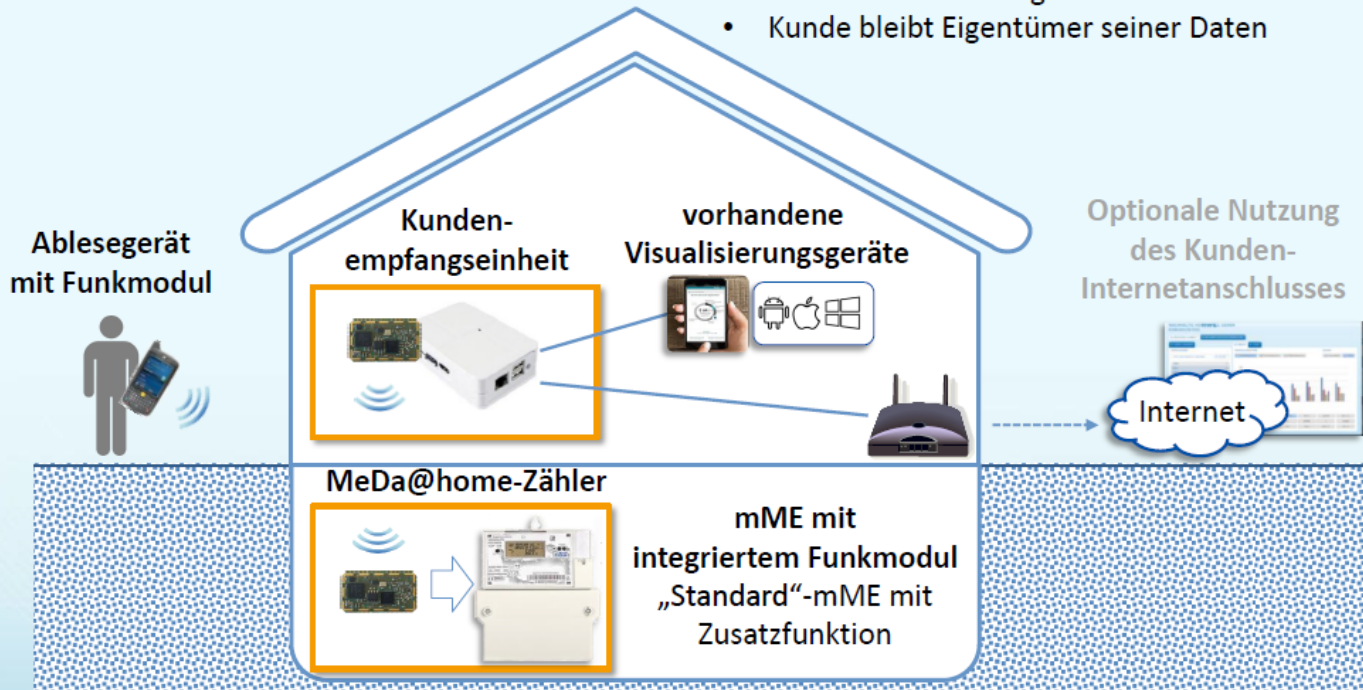 • Kunde bleibt Eigentümer seiner Daten
Ablesegerät
mit Funkmodul
Kunden-
empfangseinheit
vorhandene
Visualisierungsgeräte
Optionale Nutzung
des Kunden-
Internetanschlusses
Internet
MeDa@home-Zähler
mME mit
integriertem Funkmodul
„Standard“-mME mit
Zusatzfunktion